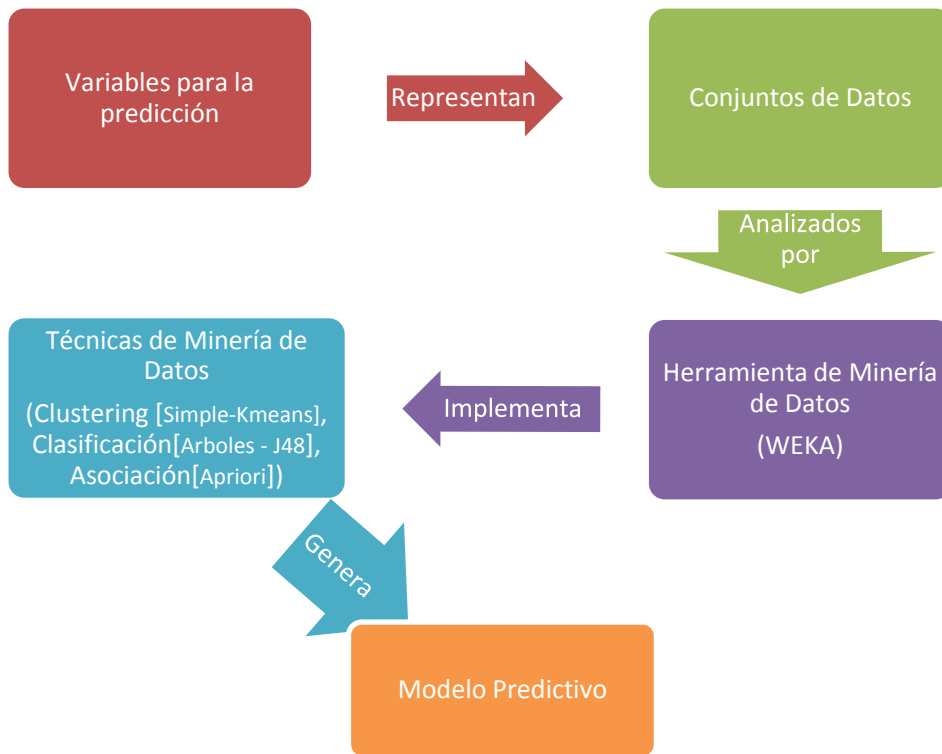 Variables para la
predicción
Representan
Conjuntos de Datos
Analizados
por
Herramienta de Minería
de Datos
(WEKA)
Implementa
Técnicas de Minería de
Datos
(Clustering [Simple-Kmeans],
Clasificación[Arboles - J48],
Asociación[Apriori])
Genera
Modelo Predictivo